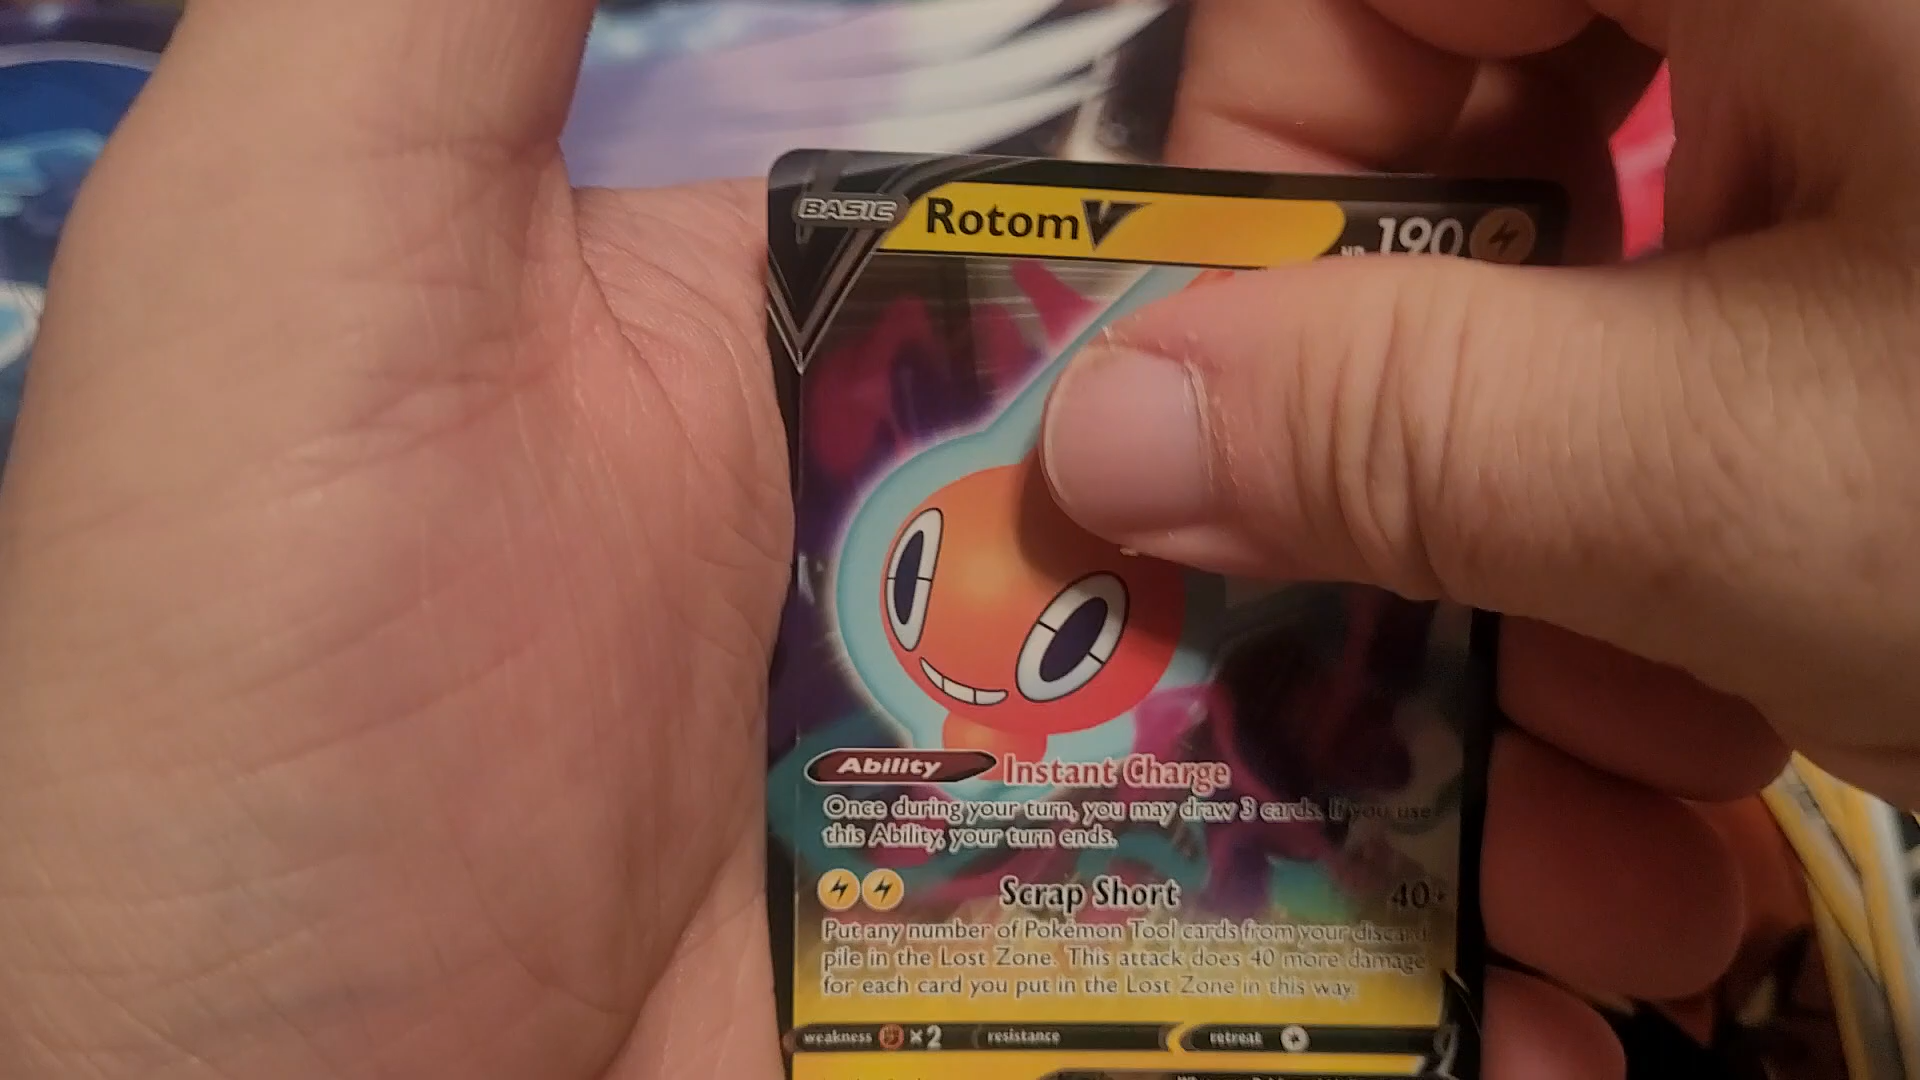 BASIC Rotom V 190
Ability Instant Charge
Once during your turn, you may draw 3 cards. If you use
this Ability, your turn ends.
Scrap Short 40+
Put any number of Pokémon Tool cards from your discard
pile in the Lost Zone. This attack does 40 more damage
for each card you put in the Lost Zone in this way.
weakness ×2 resistance retreat